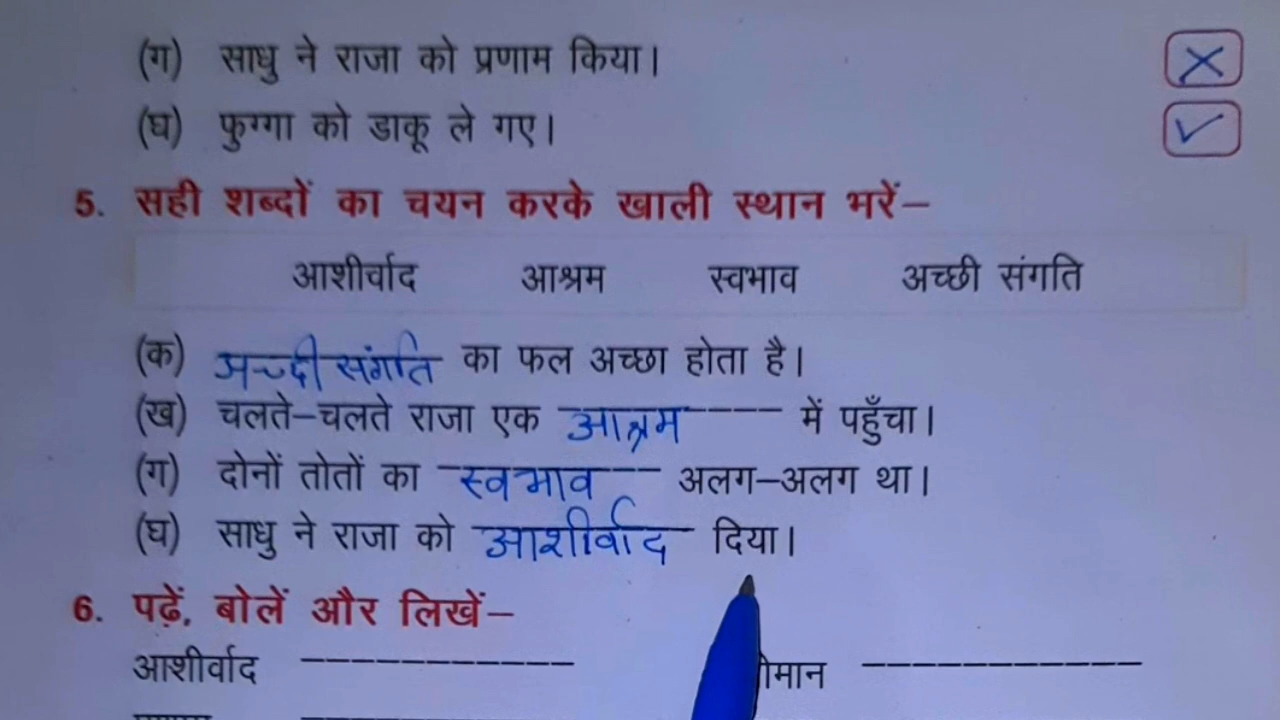 (ग) साधु ने राजा को प्रणाम किया। ×
(घ) फुग्गा को डाकू ले गए। ✓
5. सही शब्दों का चयन करके खाली स्थान भरें–
आशीर्वाद आश्रम स्वभाव अच्छी संगति
(क) अच्छी संगति का फल अच्छा होता है।
(ख) चलते-चलते राजा एक आश्रम में पहुँचा।
(ग) दोनों तोतों का स्वभाव अलग-अलग था।
(घ) साधु ने राजा को आशीर्वाद दिया।
6. पढ़ें, बोलें और लिखें–
आशीर्वाद